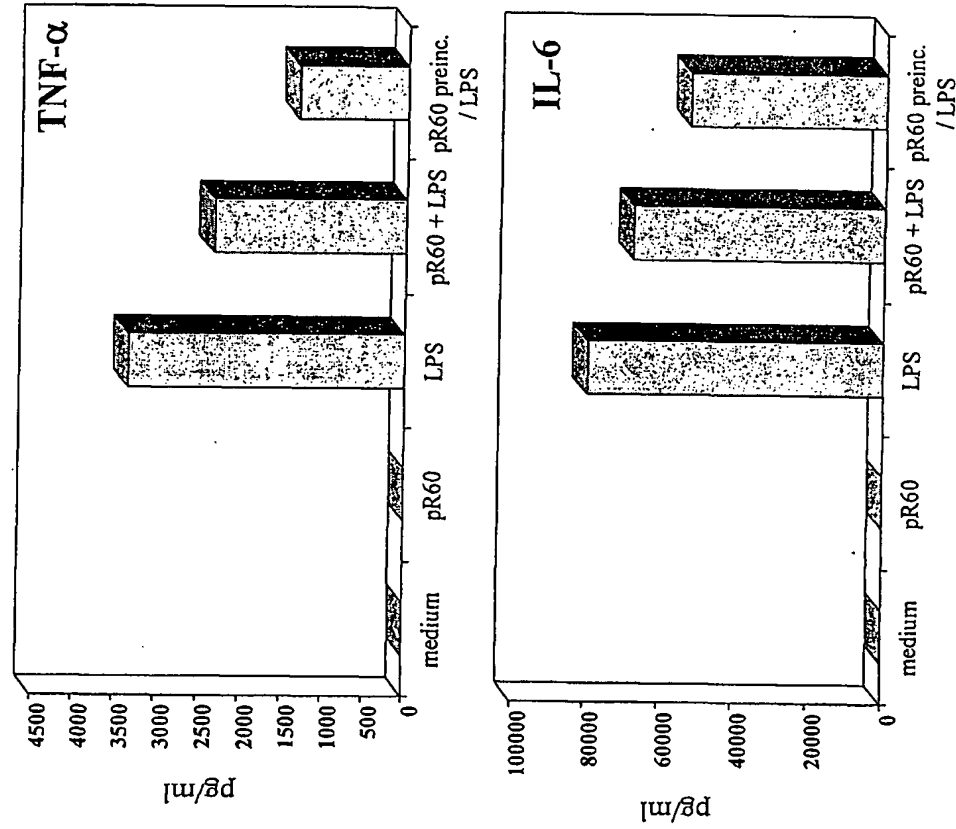 TNF-α
4500
4000
3500
3000
2500
2000
1500
1000
500
0
pg/ml
medium
pR60
LPS
pR60 + LPS
pR60 preinc.
/ LPS
IL-6
100000
80000
60000
40000
20000
0
pg/ml
medium
pR60
LPS
pR60 + LPS
pR60 preinc.
/ LPS